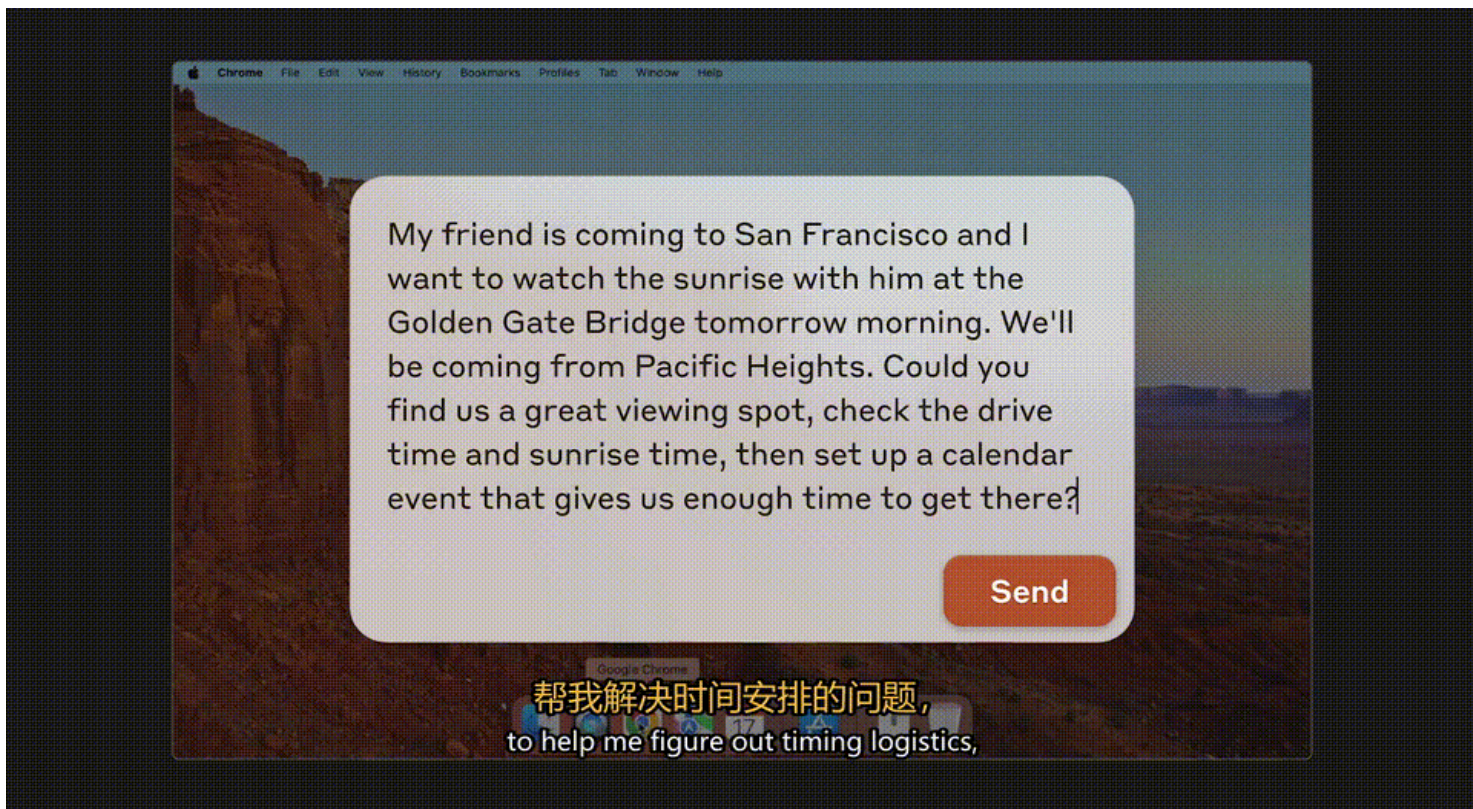 Chrome File Edit View History Bookmarks Profiles Tab Window Help
My friend is coming to San Francisco and I
want to watch the sunrise with him at the
Golden Gate Bridge tomorrow morning. We'll
be coming from Pacific Heights. Could you
find us a great viewing spot, check the drive
time and sunrise time, then set up a calendar
event that gives us enough time to get there?
Send
Google Chrome
17
帮我解决时间安排的问题，
to help me figure out timing logistics,